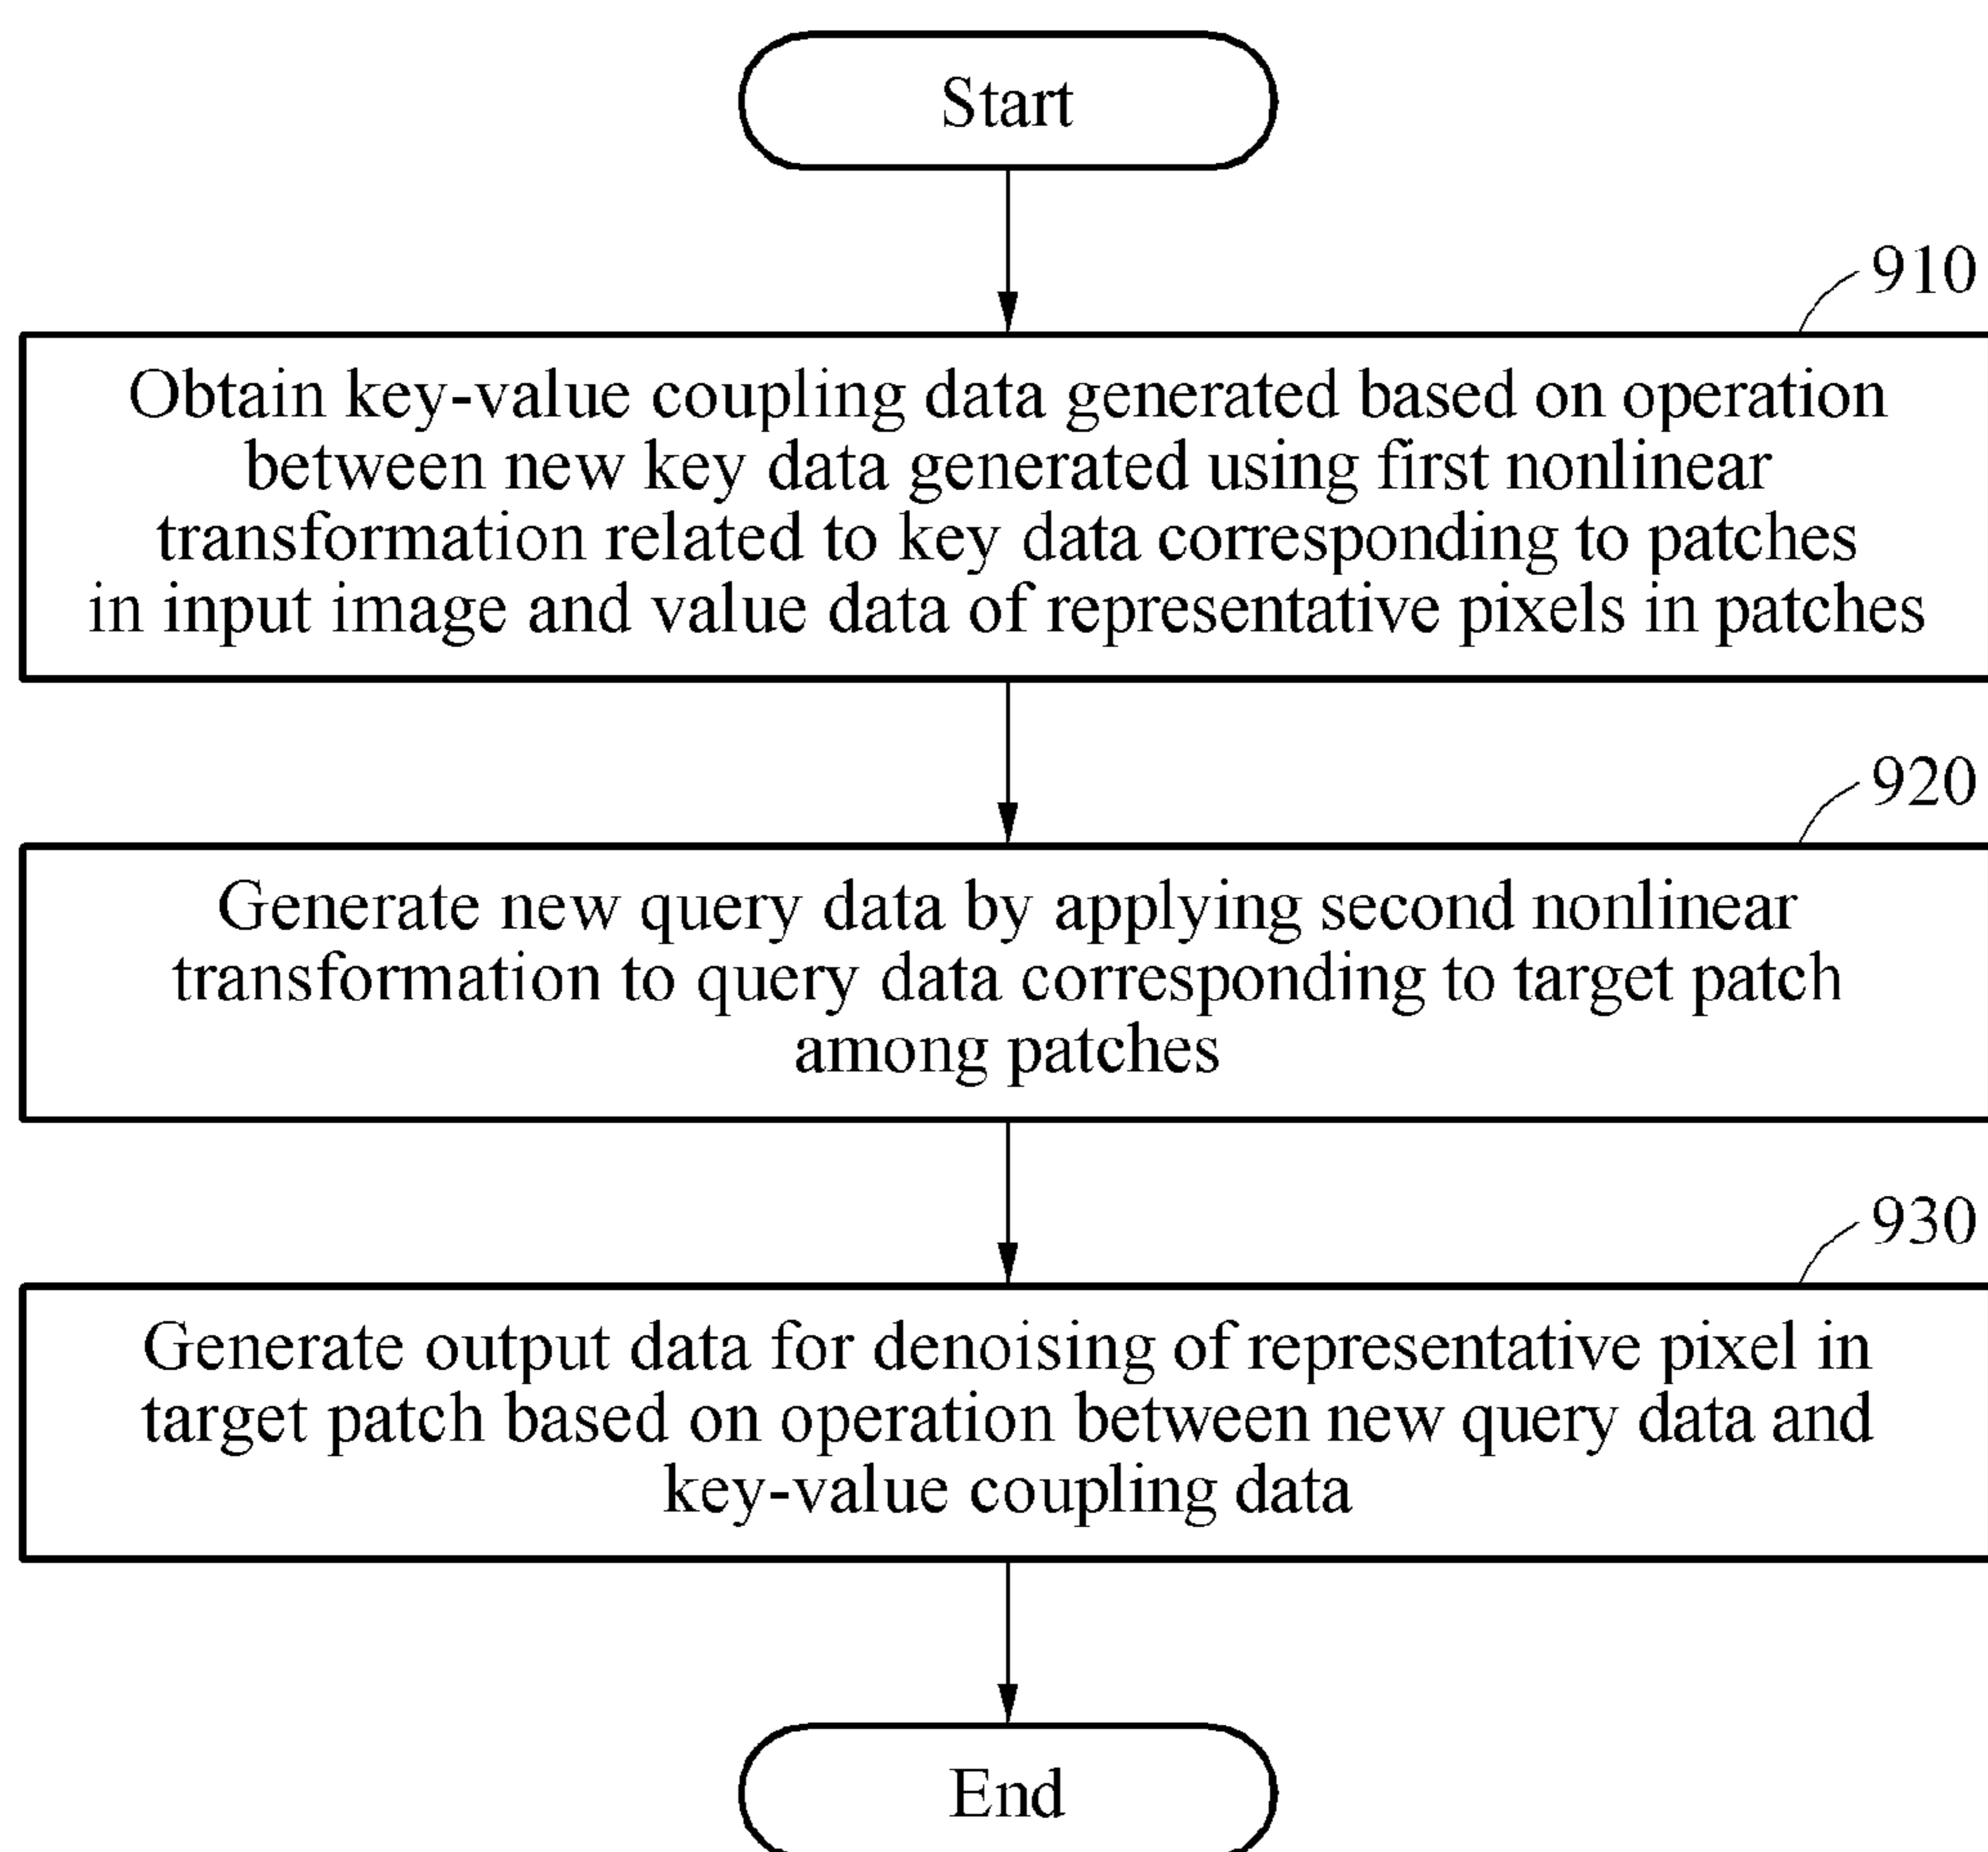 Start
910
Obtain key-value coupling data generated based on operation
between new key data generated using first nonlinear
transformation related to key data corresponding to patches
in input image and value data of representative pixels in patches
920
Generate new query data by applying second nonlinear
transformation to query data corresponding to target patch
among patches
930
Generate output data for denoising of representative pixel in
target patch based on operation between new query data and
key-value coupling data
End